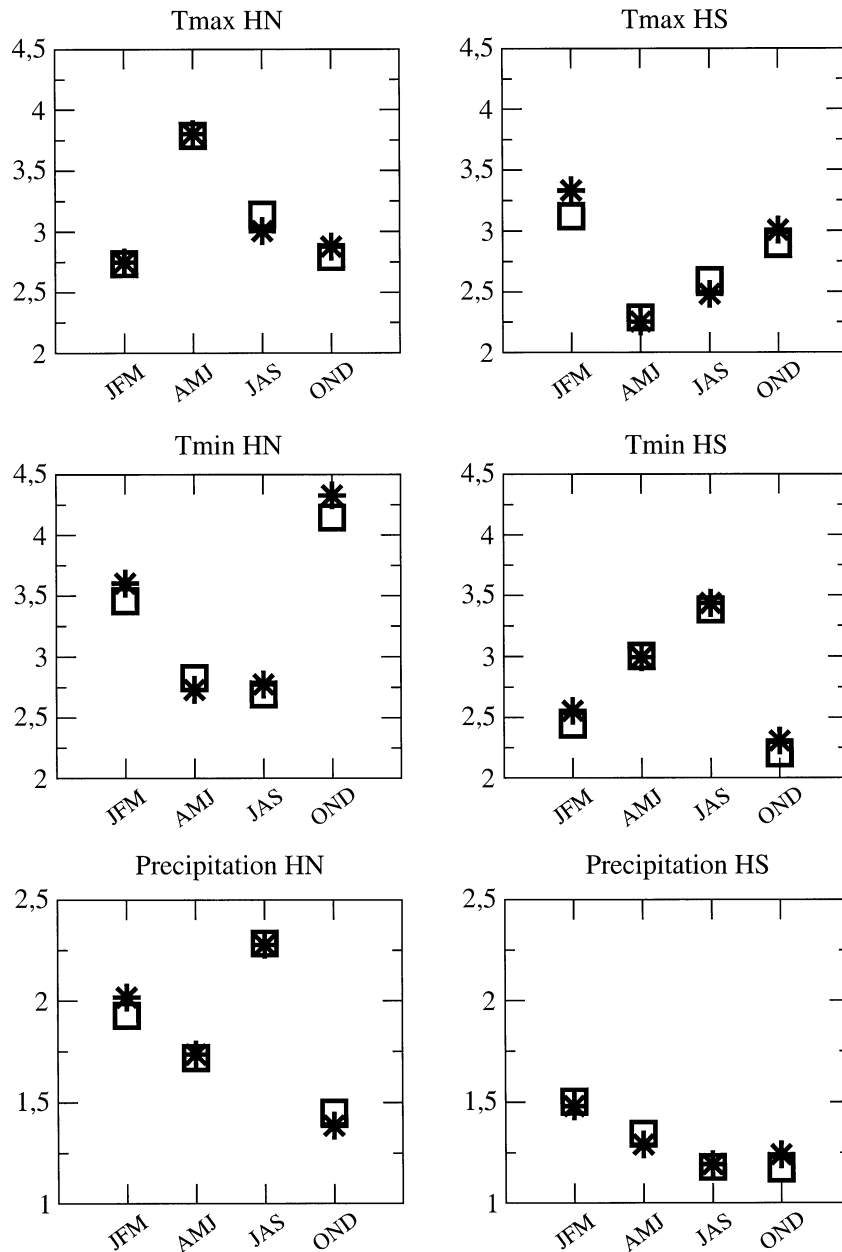 Tmax HN
4,5
4
3,5
3
2,5
2
JFM
AMJ
JAS
OND
Tmax HS
4,5
4
3,5
3
2,5
2
JFM
AMJ
JAS
OND
Tmin HN
4,5
4
3,5
3
2,5
2
JFM
AMJ
JAS
OND
Tmin HS
4,5
4
3,5
3
2,5
2
JFM
AMJ
JAS
OND
Precipitation HN
2,5
2
1,5
1
JFM
AMJ
JAS
OND
Precipitation HS
2,5
2
1,5
1
JFM
AMJ
JAS
OND